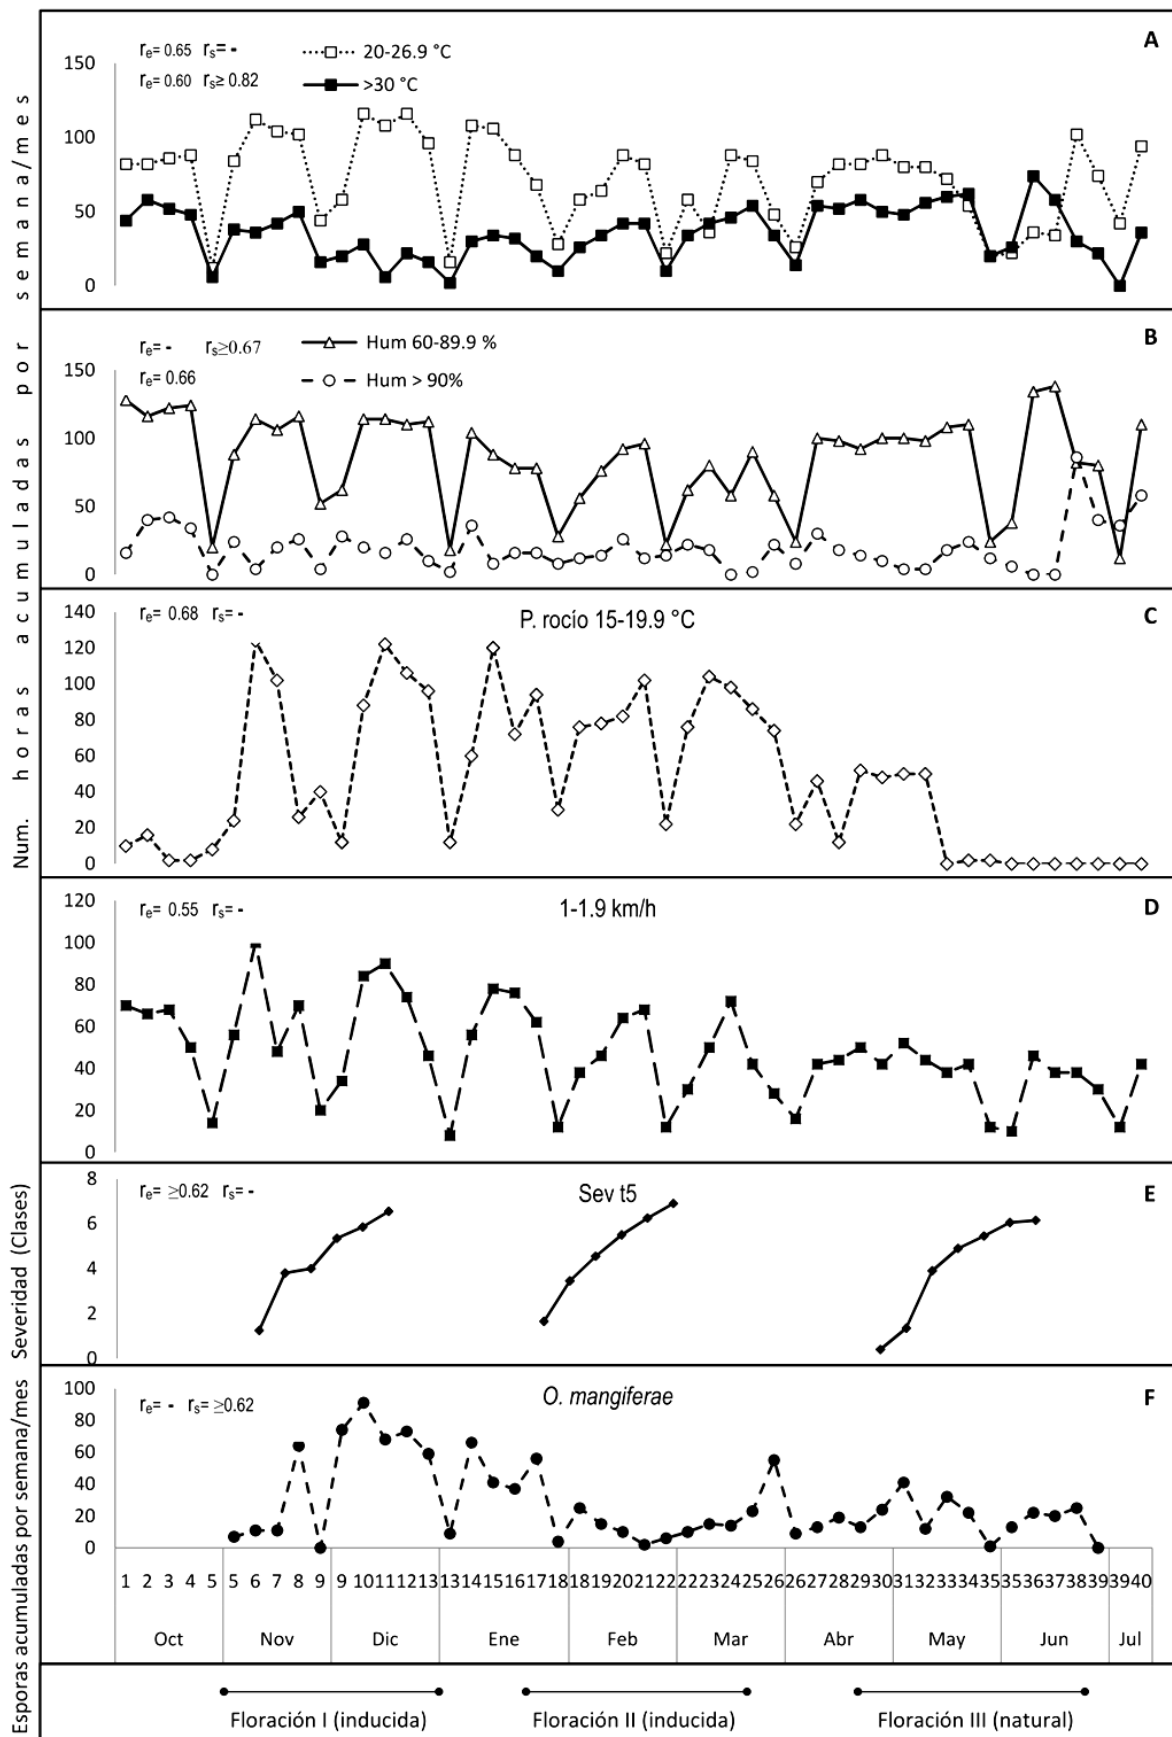 A
rₑ= 0.65 rₛ= -
20-26.9 °C
rₑ= 0.60 rₛ≥ 0.82
>30 °C
150
100
50
0
B
rₑ= - rₛ≥0.67
Hum 60-89.9 %
rₑ= 0.66
Hum > 90%
150
100
50
0
Num. horas acumuladas por semana/mes
C
rₑ= 0.68 rₛ= -
P. rocío 15-19.9 °C
140
120
100
80
60
40
20
0
D
rₑ= 0.55 rₛ= -
1-1.9 km/h
120
100
80
60
40
20
0
E
rₑ= ≥0.62 rₛ= -
Sev t5
8
6
4
2
0
Severidad (Clases)
F
rₑ= - rₛ= ≥0.62
O. mangiferae
100
80
60
40
20
0
Esporas acumuladas por semana/mes
1 2 3 4 5 5 6 7 8 9 9 10 11 12 13 13 14 15 16 17 18 18 19 20 21 22 22 23 24 25 26 26 27 28 29 30 31 32 33 34 35 35 36 37 38 39 39 40
Oct Nov Dic Ene Feb Mar Abr May Jun Jul
Floración I (inducida) Floración II (inducida) Floración III (natural)